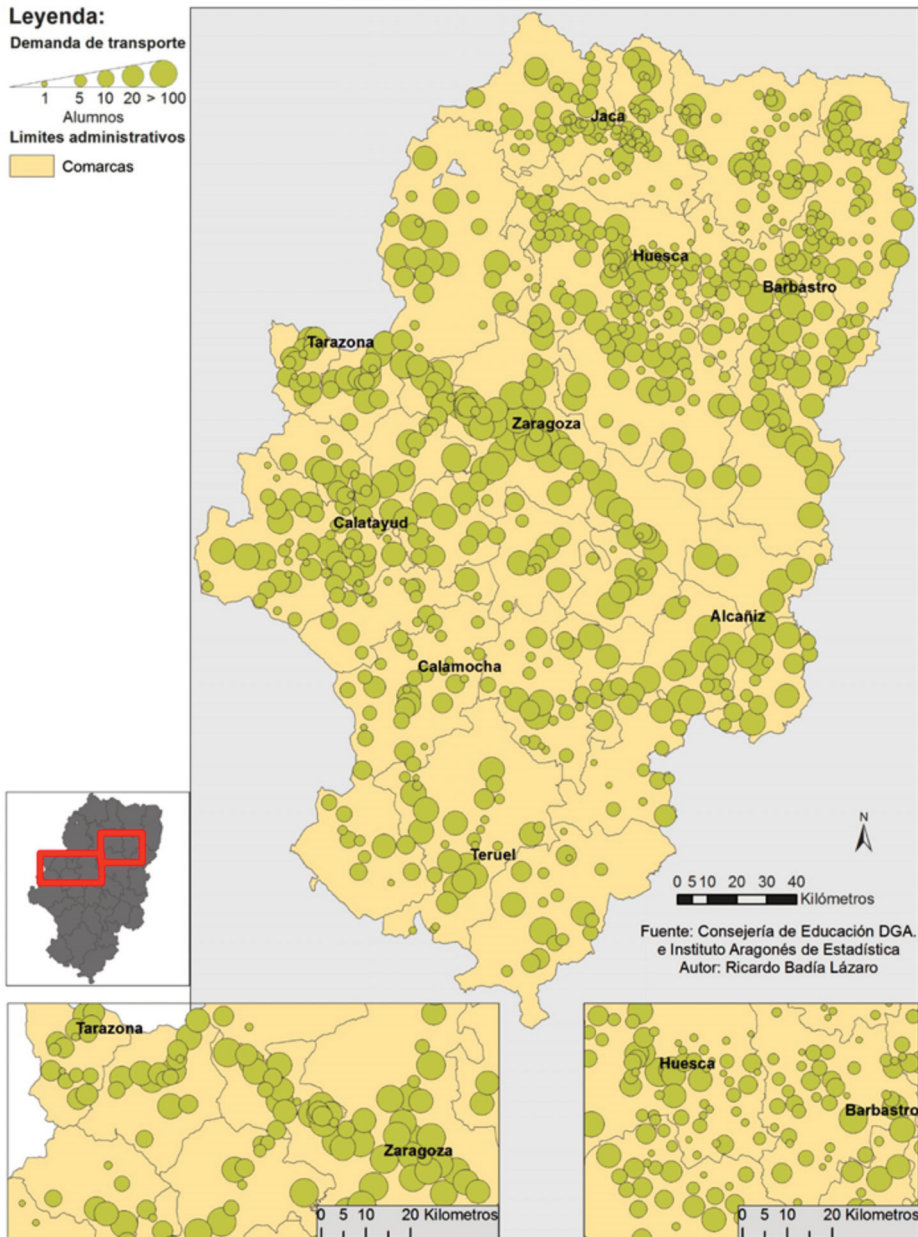 Leyenda:
Demanda de transporte
1 5 10 20 > 100
Alumnos
Limites administrativos
Comarcas
Jaca
Huesca
Barbastro
Tarazona
Zaragoza
Calatayud
Alcañiz
Calamocha
Teruel
N
0 5 10 20 30 40
Kilómetros
Fuente: Consejería de Educación DGA.
e Instituto Aragonés de Estadística
Autor: Ricardo Badía Lázaro
Tarazona
Zaragoza
0 5 10 20 Kilometros
Huesca
Barbastro
0 5 10 20 Kilometros